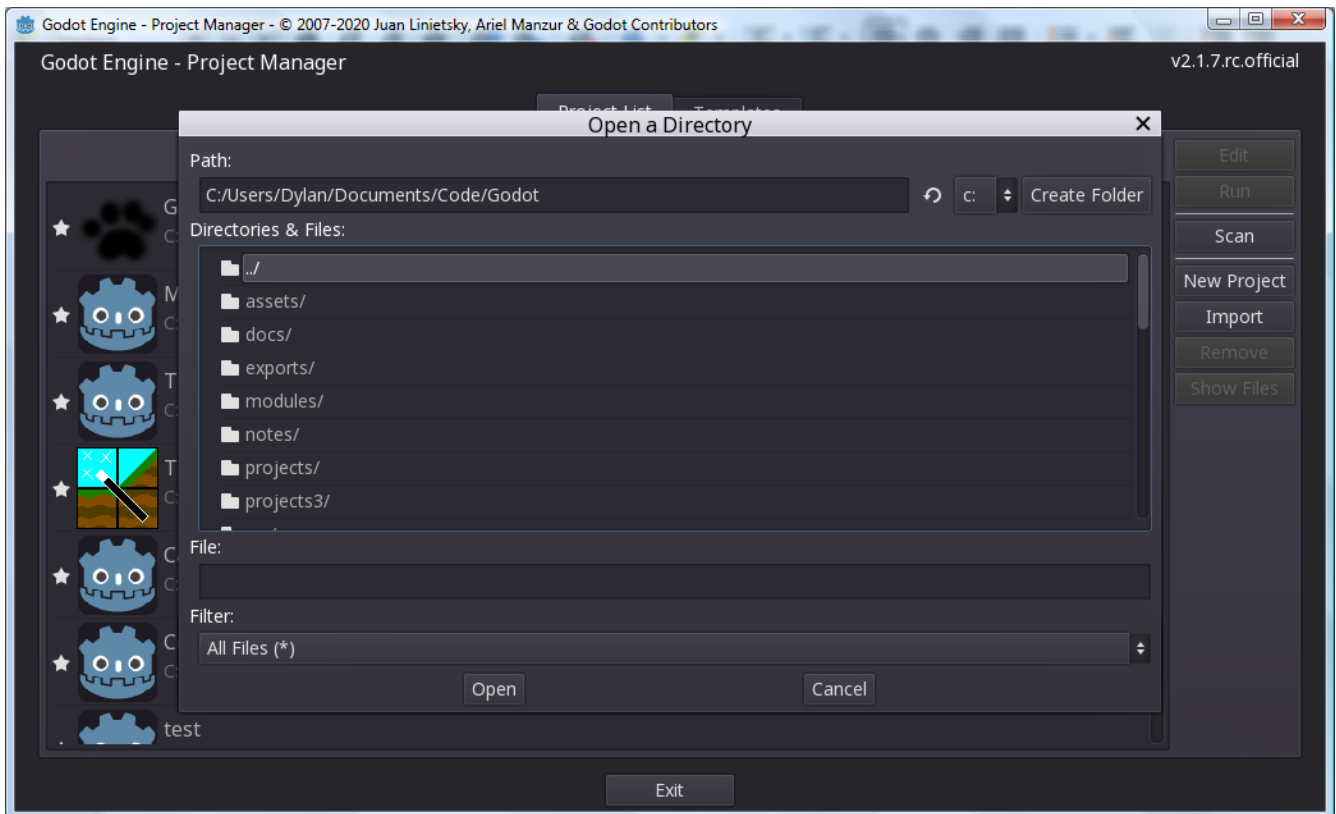 Godot Engine - Project Manager - © 2007-2020 Juan Linietsky, Ariel Manzur & Godot Contributors
Godot Engine - Project Manager
v2.1.7.rc.official
Project List
Templates
Open a Directory
Path:
C:/Users/Dylan/Documents/Code/Godot
c:
Create Folder
Directories & Files:
../
assets/
docs/
exports/
modules/
notes/
projects/
projects3/
File:
Filter:
All Files (*)
Open
Cancel
Edit
Run
Scan
New Project
Import
Remove
Show Files
G
C:
M
C:
T
C:
T
C:
C
C:
C
C:
test
Exit